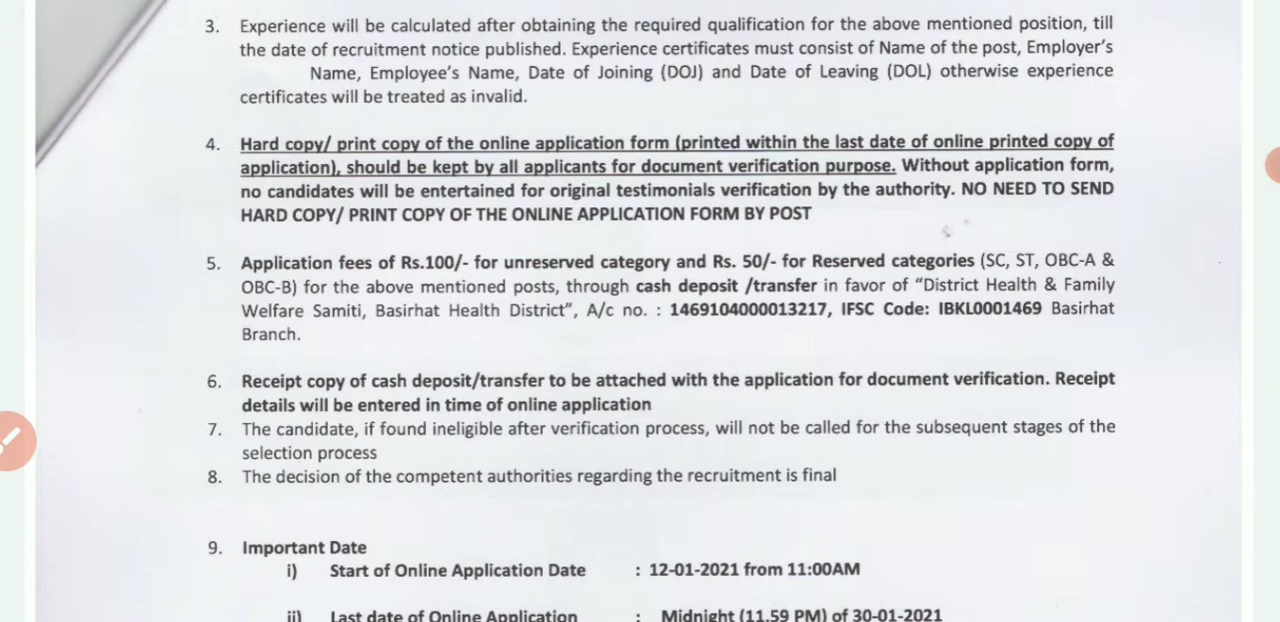 3. Experience will be calculated after obtaining the required qualification for the above mentioned position, till
the date of recruitment notice published. Experience certificates must consist of Name of the post, Employer's
Name, Employee's Name, Date of Joining (DOJ) and Date of Leaving (DOL) otherwise experience
certificates will be treated as invalid.
4. Hard copy/ print copy of the online application form (printed within the last date of online printed copy of
application), should be kept by all applicants for document verification purpose. Without application form,
no candidates will be entertained for original testimonials verification by the authority. NO NEED TO SEND
HARD COPY/ PRINT COPY OF THE ONLINE APPLICATION FORM BY POST
5. Application fees of Rs.100/- for unreserved category and Rs. 50/- for Reserved categories (SC, ST, OBC-A &
OBC-B) for the above mentioned posts, through cash deposit /transfer in favor of "District Health & Family
Welfare Samiti, Basirhat Health District", A/c no. : 1469104000013217, IFSC Code: IBKL0001469 Basirhat
Branch.
6. Receipt copy of cash deposit/transfer to be attached with the application for document verification. Receipt
details will be entered in time of online application
7. The candidate, if found ineligible after verification process, will not be called for the subsequent stages of the
selection process
8. The decision of the competent authorities regarding the recruitment is final
9. Important Date
i) Start of Online Application Date : 12-01-2021 from 11:00AM
ii) Last date of Online Application : Midnight (11.59 PM) of 30-01-2021